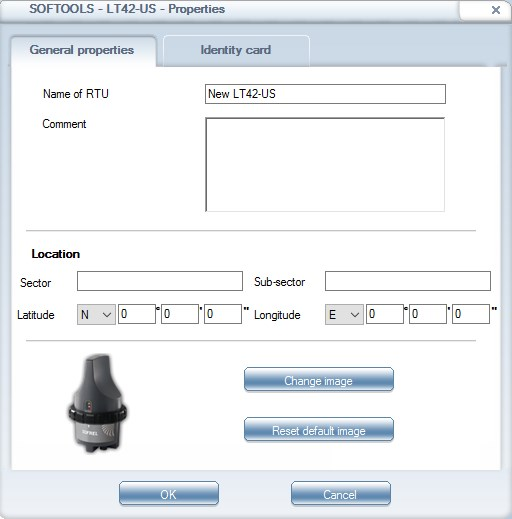 SOFTOOLS - LT42-US - Properties
General properties
Identity card
Name of RTU New LT42-US
Comment
Location
Sector Sub-sector
Latitude N 0 ° 0 ' 0 " Longitude E 0 ° 0 ' 0 "
Change image
Reset default image
OK Cancel